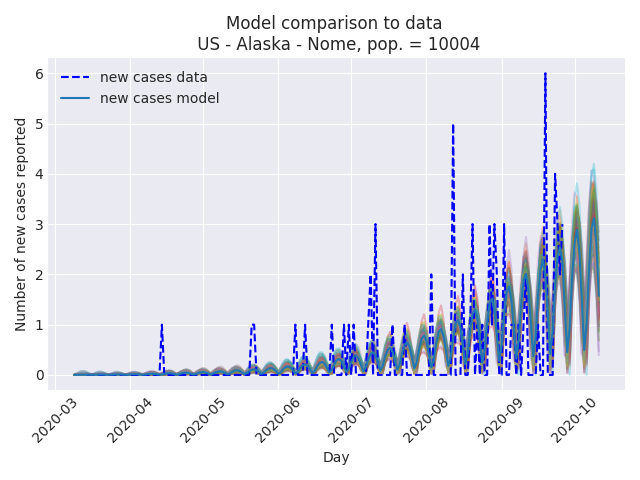 Model comparison to data
US - Alaska - Nome, pop. = 10004
new cases data
new cases model
Number of new cases reported
6
5
4
3
2
1
0
2020-03
2020-04
2020-05
2020-06
2020-07
2020-08
2020-09
2020-10
Day